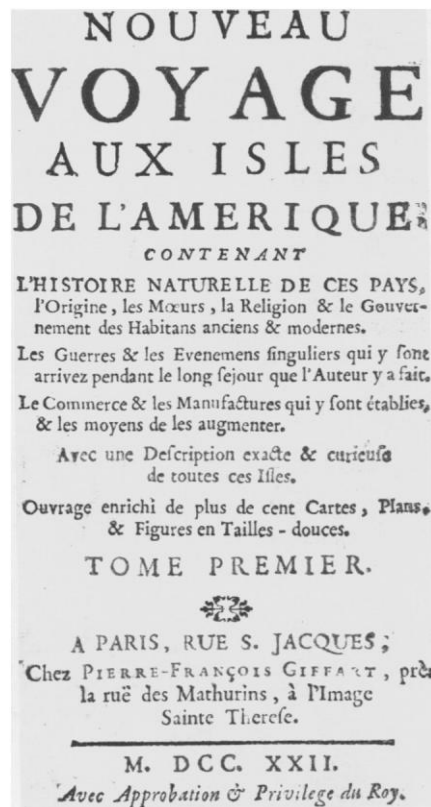 NOUVEAU
VOYAGE
AUX ISLES
DE L'AMERIQUE:
CONTENANT
L'HISTOIRE NATURELLE DE CES PAYS,
l'Origine, les Mœurs, la Religion & le Gouver-
nement des Habitans anciens & modernes.
Les Guerres & les Evenemens ſinguliers qui y ſont
arrivez pendant le long ſejour que l'Auteur y a fait.
Le Commerce & les Manufactures qui y ſont établies,
& les moyens de les augmenter.
Avec une Deſcription exacte & curieuſe
de toutes ces Iſles.
Ouvrage enrichi de plus de cent Cartes, Plans,
& Figures en Tailles-douces.
TOME PREMIER.
A PARIS, RUE S. JACQUES;
Chez PIERRE-FRANÇOIS GIFFART, près
la ruë des Mathurins, à l'Image
Sainte Thereſe.
M. DCC. XXII.
Avec Approbation & Privilege du Roy.